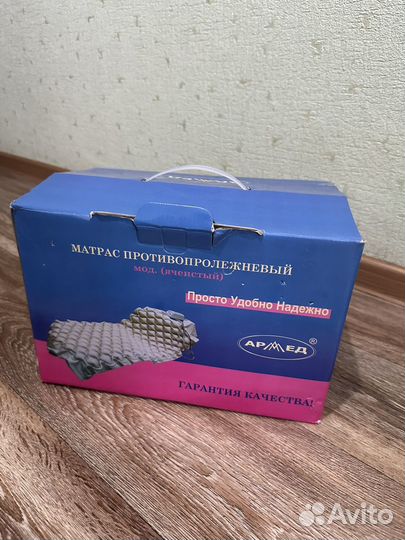 МАТРАС ПРОТИВОПРОЛЕЖНЕВЫЙ
мод. (ячеистый)
Просто Удобно Надежно
АРМЕД ®
ГАРАНТИЯ КАЧЕСТВА!
Avito